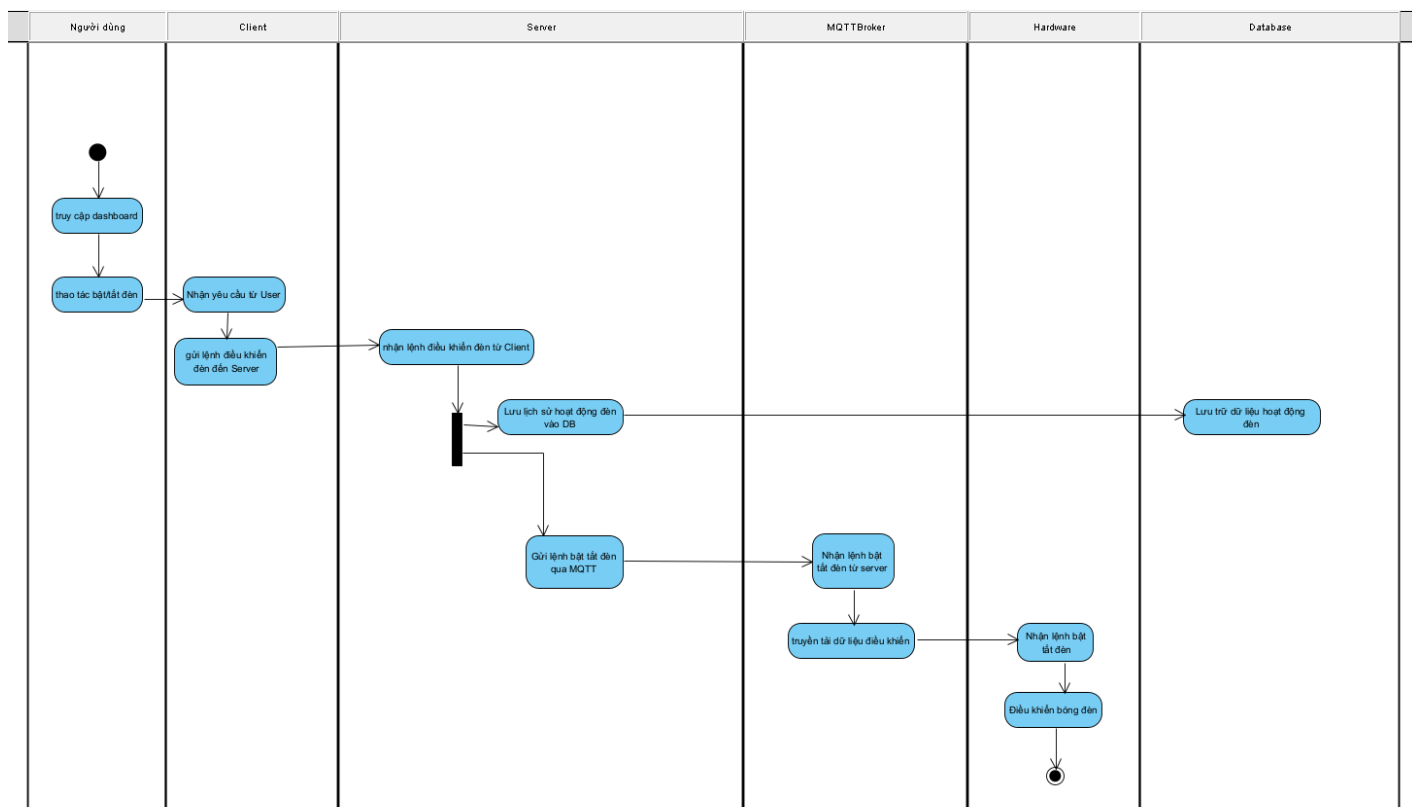 Người dùng
Client
Server
MQTTBroker
Hardware
Database
truy cập dashboard
thao tác bật/tắt đèn
Nhận yêu cầu từ User
gửi lệnh điều khiển
đèn đến Server
nhận lệnh điều khiển đèn từ Client
Lưu lịch sử hoạt động đèn
vào DB
Lưu trữ dữ liệu hoạt động
đèn
Gửi lệnh bật tắt đèn
qua MQTT
Nhận lệnh bật
tắt đèn từ server
truyền tải dữ liệu điều khiển
Nhận lệnh bật
tắt đèn
Điều khiển bóng đèn